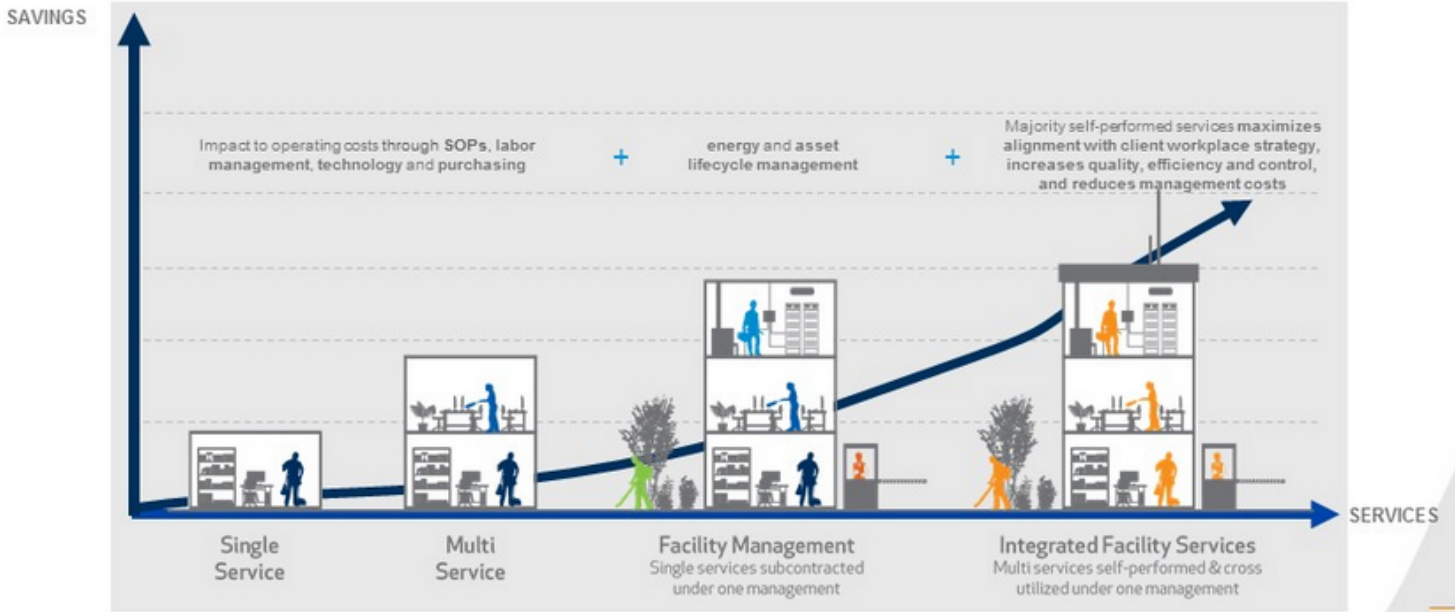 SAVINGS
Impact to operating costs through SOPs, labor
management, technology and purchasing
+
energy and asset
lifecycle management
+
Majority self-performed services maximizes
alignment with client workplace strategy,
increases quality, efficiency and control,
and reduces management costs
SERVICES
Single
Service
Multi
Service
Facility Management
Single services subcontracted
under one management
Integrated Facility Services
Multi services self-performed & cross
utilized under one management